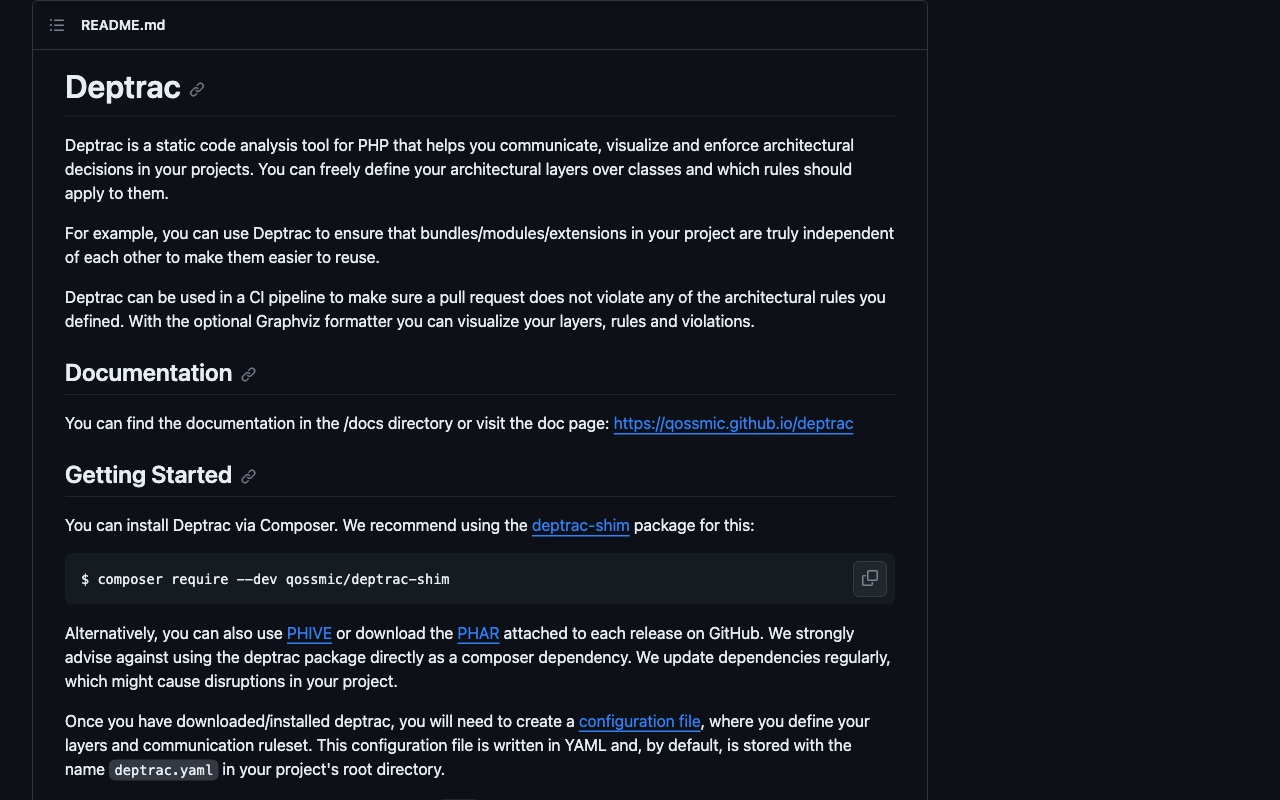 README.md
Deptrac
Deptrac is a static code analysis tool for PHP that helps you communicate, visualize and enforce architectural
decisions in your projects. You can freely define your architectural layers over classes and which rules should
apply to them.
For example, you can use Deptrac to ensure that bundles/modules/extensions in your project are truly independent
of each other to make them easier to reuse.
Deptrac can be used in a CI pipeline to make sure a pull request does not violate any of the architectural rules you
defined. With the optional Graphviz formatter you can visualize your layers, rules and violations.
Documentation
You can find the documentation in the /docs directory or visit the doc page: https://qossmic.github.io/deptrac
Getting Started
You can install Deptrac via Composer. We recommend using the deptrac-shim package for this:
$ composer require --dev qossmic/deptrac-shim
Alternatively, you can also use PHIVE or download the PHAR attached to each release on GitHub. We strongly
advise against using the deptrac package directly as a composer dependency. We update dependencies regularly,
which might cause disruptions in your project.
Once you have downloaded/installed deptrac, you will need to create a configuration file, where you define your
layers and communication ruleset. This configuration file is written in YAML and, by default, is stored with the
name deptrac.yaml in your project's root directory.